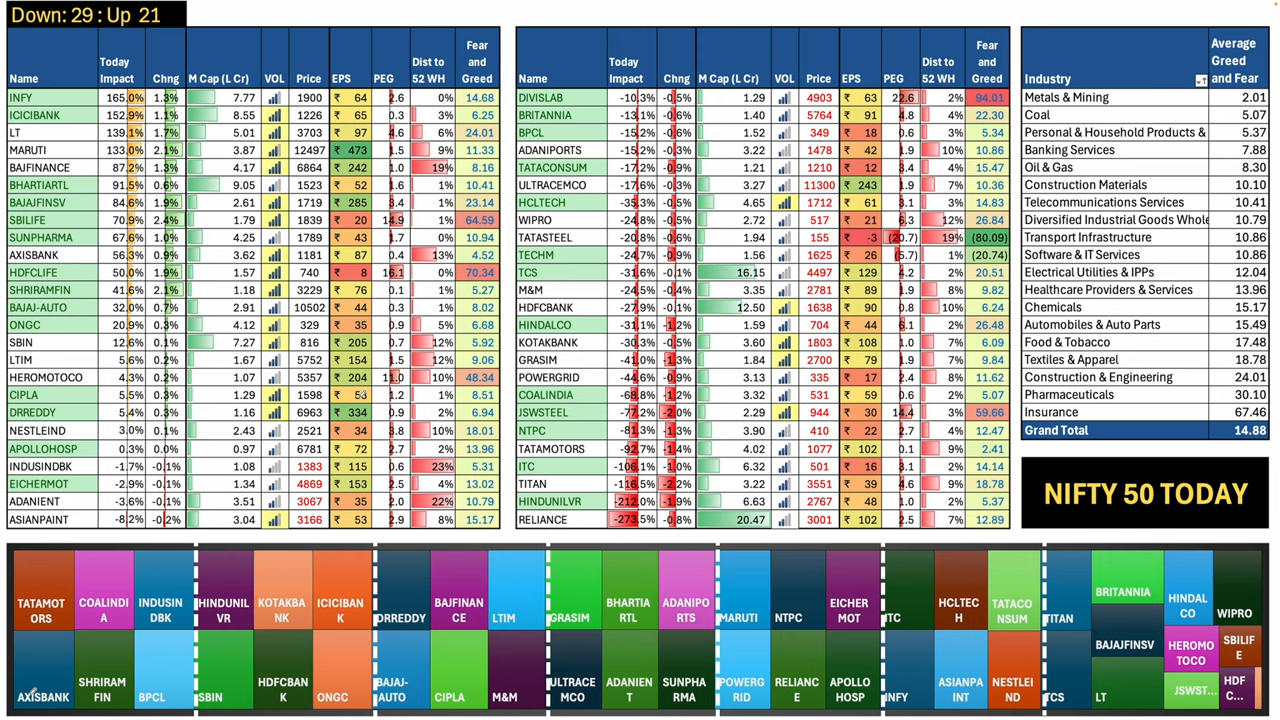 Down: 29 : Up 21
Name Today Impact Chng M Cap (L Cr) VOL Price EPS PEG Dist to 52 WH Fear and Greed
INFY 165.0% 1.3% 7.77 1900 ₹ 64 2.6 0% 14.68
ICICIBANK 152.9% 1.1% 8.55 1226 ₹ 65 0.3 3% 6.25
LT 139.1% 1.7% 5.01 3703 ₹ 97 4.6 6% 24.01
MARUTI 133.0% 2.1% 3.87 12497 ₹ 473 1.5 9% 11.33
BAJFINANCE 87.2% 1.3% 4.17 6864 ₹ 242 1.0 19% 8.16
BHARTIARTL 91.5% 0.6% 9.05 1523 ₹ 52 1.6 1% 10.41
BAJAJFINSV 84.6% 1.9% 2.61 1719 ₹ 285 3.4 1% 23.14
SBILIFE 70.9% 2.4% 1.79 1839 ₹ 20 14.9 1% 64.59
SUNPHARMA 67.6% 1.0% 4.25 1789 ₹ 43 1.7 0% 10.94
AXISBANK 56.3% 0.9% 3.62 1181 ₹ 87 0.4 13% 4.52
HDFCLIFE 50.0% 1.9% 1.57 740 ₹ 8 16.1 0% 70.34
SHRIRAMFIN 41.6% 2.1% 1.18 3229 ₹ 76 0.1 1% 5.27
BAJAJ-AUTO 32.0% 0.7% 2.91 10502 ₹ 44 0.3 1% 8.02
ONGC 20.9% 0.3% 4.12 329 ₹ 35 0.9 5% 6.68
SBIN 12.6% 0.1% 7.27 816 ₹ 205 0.7 12% 5.92
LTIM 5.6% 0.2% 1.67 5752 ₹ 154 1.5 12% 9.06
HEROMOTOCO 4.3% 0.2% 1.07 5357 ₹ 204 11.0 10% 48.34
CIPLA 5.5% 0.3% 1.29 1598 ₹ 53 1.2 1% 8.51
DRREDDY 5.4% 0.3% 1.16 6963 ₹ 334 0.9 2% 6.94
NESTLEIND 3.0% 0.1% 2.43 2521 ₹ 34 3.8 10% 18.01
APOLLOHOSP 0.3% 0.0% 0.97 6781 ₹ 72 2.7 2% 13.96
INDUSINDBK -1.7% -0.1% 1.08 1383 ₹ 115 0.6 23% 5.31
EICHERMOT -2.9% -0.1% 1.34 4869 ₹ 153 2.5 4% 13.02
ADANIENT -3.6% -0.1% 3.51 3067 ₹ 35 2.0 22% 10.79
ASIANPAINT -8.2% -0.2% 3.04 3166 ₹ 53 2.9 8% 15.17
Name Today Impact Chng M Cap (L Cr) VOL Price EPS PEG Dist to 52 WH Fear and Greed
DIVISLAB -10.3% -0.5% 1.29 4903 ₹ 63 22.6 2% 94.01
BRITANNIA -12.1% -0.6% 1.40 5764 ₹ 91 4.8 4% 22.30
BPCL -15.2% -0.6% 1.52 349 ₹ 18 0.6 3% 5.34
ADANIPORTS -15.2% -0.3% 3.22 1478 ₹ 42 1.9 10% 10.86
TATACONSUM -17.2% -0.9% 1.21 1210 ₹ 12 3.4 4% 15.47
ULTRACEMCO -17.6% -0.3% 3.27 11300 ₹ 243 1.9 7% 10.36
HCLTECH -35.3% -0.5% 4.65 1712 ₹ 61 3.1 3% 14.83
WIPRO -24.8% -0.5% 2.72 517 ₹ 21 6.3 12% 26.84
TATASTEEL -20.8% -0.6% 1.94 155 ₹ -3 (20.7) 19% (80.09)
TECHM -24.7% -0.7% 1.56 1625 ₹ 26 (5.7) 1% (20.74)
TCS -31.6% -0.1% 16.15 4497 ₹ 129 4.2 2% 20.51
M&M -24.5% -0.4% 3.35 2781 ₹ 89 1.9 8% 9.82
HDFCBANK -27.9% -0.1% 12.50 1638 ₹ 90 0.8 10% 6.24
HINDALCO -31.1% -1.2% 1.59 704 ₹ 44 6.1 2% 26.48
KOTAKBANK -30.3% -0.5% 3.60 1803 ₹ 108 1.0 7% 6.09
GRASIM -41.0% -1.3% 1.84 2700 ₹ 79 1.9 7% 9.84
POWERGRID -44.6% -0.9% 3.13 335 ₹ 17 2.4 8% 11.62
COALINDIA -68.8% -1.2% 3.32 531 ₹ 59 0.6 2% 5.07
JSWSTEEL -77.2% -2.0% 2.29 944 ₹ 30 14.4 2% 59.66
NTPC -81.3% -1.3% 3.90 410 ₹ 22 2.7 4% 12.47
TATAMOTORS -92.7% -1.4% 4.02 1077 ₹ 102 0.1 9% 2.41
ITC -106.1% -1.0% 6.32 501 ₹ 16 3.1 2% 14.14
TITAN -116.5% -2.2% 3.22 3551 ₹ 39 4.6 9% 18.78
HINDUNILVR -212.0% -1.9% 6.63 2767 ₹ 48 1.0 2% 5.37
RELIANCE -273.5% -0.8% 20.47 3001 ₹ 102 2.5 7% 12.89
Industry Average Greed and Fear
Metals & Mining 2.01
Coal 5.07
Personal & Household Products & 5.37
Banking Services 7.88
Oil & Gas 8.30
Construction Materials 10.10
Telecommunications Services 10.41
Diversified Industrial Goods Whole 10.79
Transport Infrastructure 10.86
Software & IT Services 10.86
Electrical Utilities & IPPs 12.04
Healthcare Providers & Services 13.96
Chemicals 15.17
Automobiles & Auto Parts 15.49
Food & Tobacco 17.48
Textiles & Apparel 18.78
Construction & Engineering 24.01
Pharmaceuticals 30.10
Insurance 67.46
Grand Total 14.88
NIFTY 50 TODAY
TATAMOTORS COALINDIA INDUSINDBK HINDUNILVR KOTAKBANK ICICIBANK DRREDDY BAJFINANCE LTIM GRASIM BHARTIARTL ADANIPORTS MARUTI NTPC EICHERMOT ITC HCLTECH TATACONSUM TITAN BRITANNIA HINDALCO WIPRO
AXISBANK SHRIRAMFIN BPCL SBIN HDFCBANK ONGC BAJAJ-AUTO CIPLA M&M ULTRACEMCO ADANIENT SUNPHARMA POWERGRID RELIANCE APOLLOHOSP INFY ASIANPAINT NESTLEIND TCS BAJAJFINSV LT HEROMOTOCO SBILIFE JSWST... HDFC...